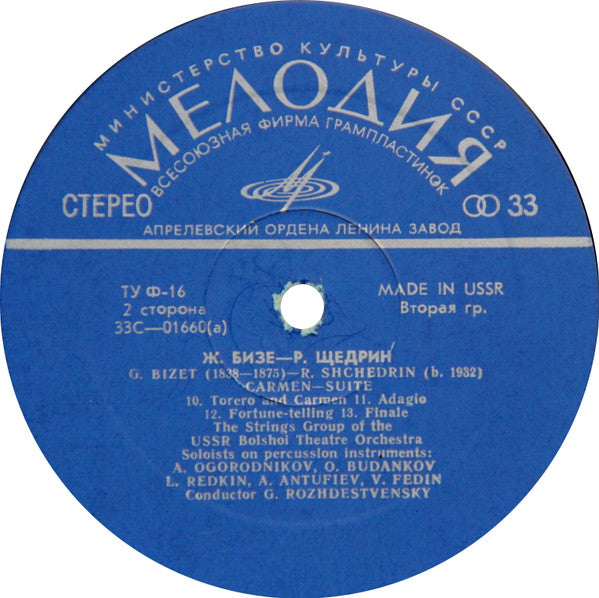 МИНИСТЕРСТВО КУЛЬТУРЫ СССР
МЕЛОДИЯ
ВСЕСОЮЗНАЯ ФИРМА ГРАМПЛАСТИНОК
СТЕРЕО
33
АПРЕЛЕВСКИЙ ОРДЕНА ЛЕНИНА ЗАВОД
ТУ Ф-16
MADE IN USSR
2 сторона
Вторая гр.
33С—01660(а)
Ж. БИЗЕ—Р. ЩЕДРИН
G. BIZET (1838—1875)—R. SHCHEDRIN (b. 1932)
CARMEN—SUITE
10. Torero and Carmen 11. Adagio
12. Fortune-telling 13. Finale
The Strings Group of the
USSR Bolshoi Theatre Orchestra
Soloists on percussion instruments:
A. OGORODNIKOV, O. BUDANKOV
L. REDKIN, A. ANTUFIEV, V. FEDIN
Conductor G. ROZHDESTVENSKY